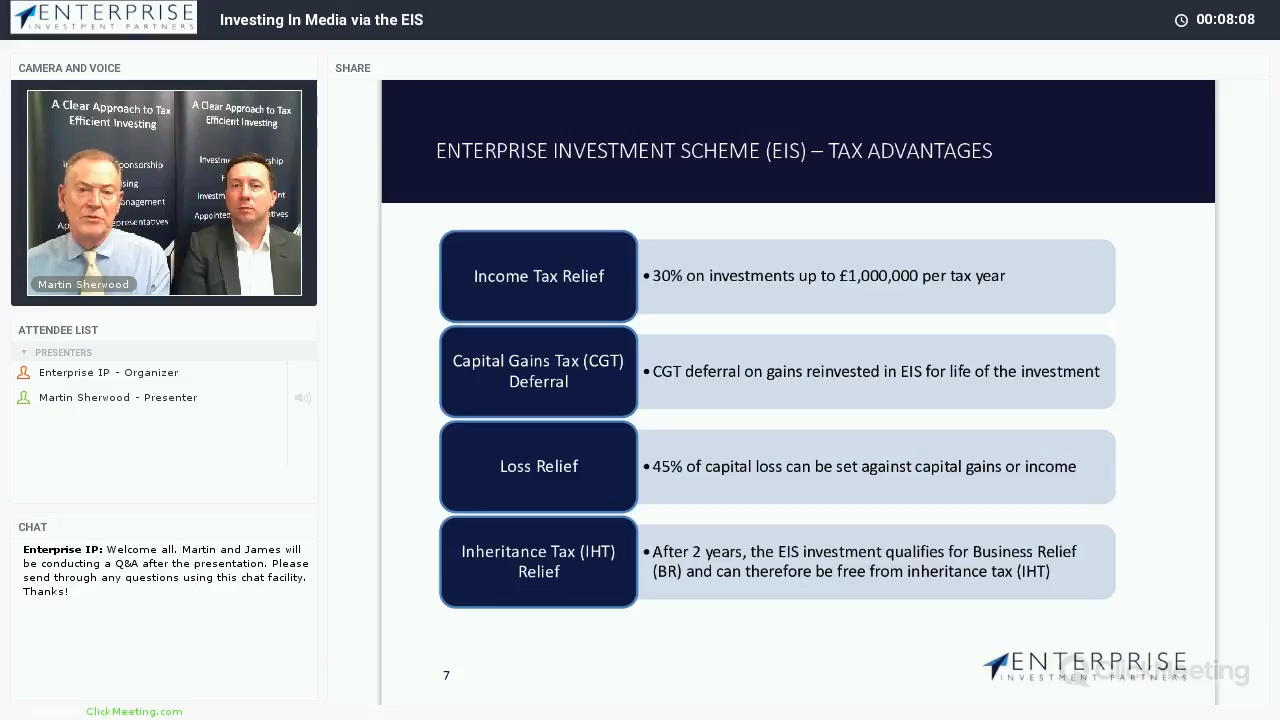 ENTERPRISE
INVESTMENT PARTNERS
Investing In Media via the EIS
00:08:08
CAMERA AND VOICE
A Clear Approach to Tax
Efficient Investing
A Clear Approach to Tax
Efficient Investing
Martin Sherwood
ATTENDEE LIST
PRESENTERS
Enterprise IP - Organizer
Martin Sherwood - Presenter
CHAT
Enterprise IP: Welcome all. Martin and James will
be conducting a Q&A after the presentation. Please
send through any questions using this chat facility.
Thanks!
ClickMeeting.com
SHARE
ENTERPRISE INVESTMENT SCHEME (EIS) – TAX ADVANTAGES
Income Tax Relief
•30% on investments up to £1,000,000 per tax year
Capital Gains Tax (CGT)
Deferral
•CGT deferral on gains reinvested in EIS for life of the investment
Loss Relief
•45% of capital loss can be set against capital gains or income
Inheritance Tax (IHT)
Relief
•After 2 years, the EIS investment qualifies for Business Relief
(BR) and can therefore be free from inheritance tax (IHT)
7
ENTERPRISE
INVESTMENT PARTNERS
ClickMeeting